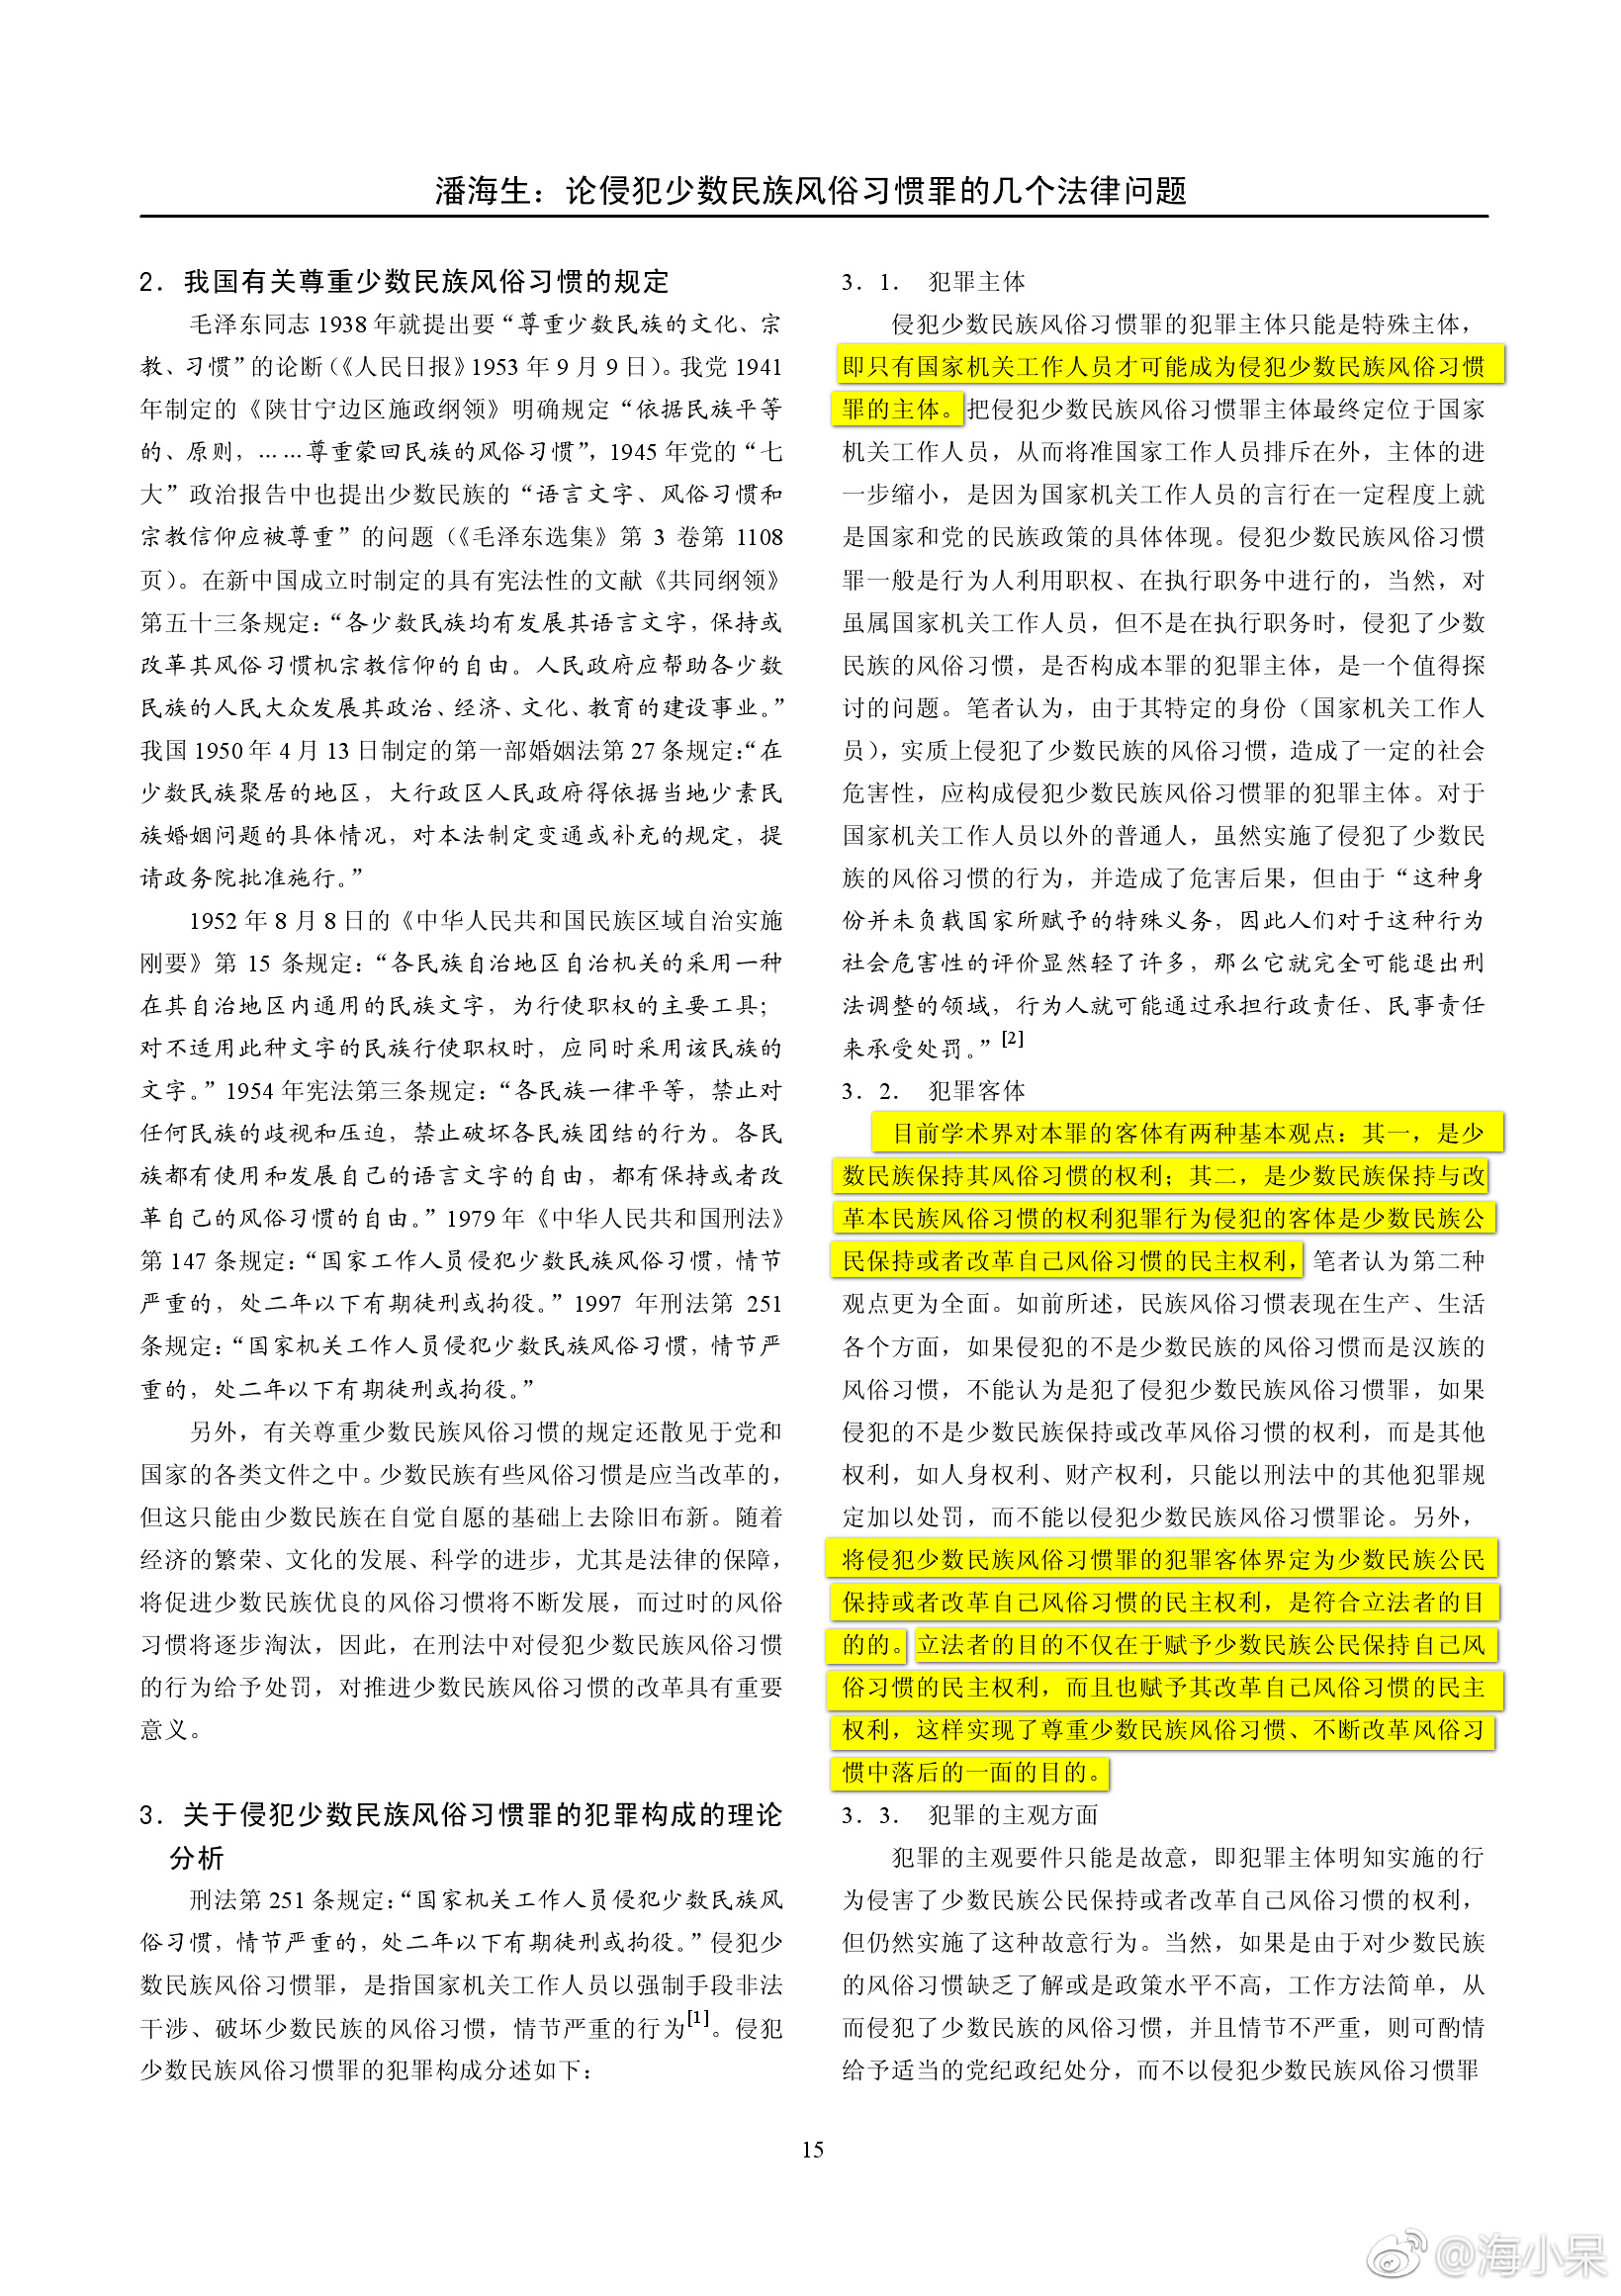 潘海生：论侵犯少数民族风俗习惯罪的几个法律问题
2．我国有关尊重少数民族风俗习惯的规定
毛泽东同志 1938 年就提出要“尊重少数民族的文化、宗
教、习惯”的论断（《人民日报》1953 年 9 月 9 日）。我党 1941
年制定的《陕甘宁边区施政纲领》明确规定“依据民族平等
的、原则，……尊重蒙回民族的风俗习惯”，1945 年党的“七
大”政治报告中也提出少数民族的“语言文字、风俗习惯和
宗教信仰应被尊重”的问题（《毛泽东选集》第 3 卷第 1108
页）。在新中国成立时制定的具有宪法性的文献《共同纲领》
第五十三条规定：“各少数民族均有发展其语言文字，保持或
改革其风俗习惯机宗教信仰的自由。人民政府应帮助各少数
民族的人民大众发展其政治、经济、文化、教育的建设事业。”
我国 1950 年 4 月 13 日制定的第一部婚姻法第 27 条规定：“在
少数民族聚居的地区，大行政区人民政府得依据当地少素民
族婚姻问题的具体情况，对本法制定变通或补充的规定，提
请政务院批准施行。”
1952 年 8 月 8 日的《中华人民共和国民族区域自治实施
刚要》第 15 条规定：“各民族自治地区自治机关的采用一种
在其自治地区内通用的民族文字，为行使职权的主要工具；
对不适用此种文字的民族行使职权时，应同时采用该民族的
文字。”1954 年宪法第三条规定：“各民族一律平等，禁止对
任何民族的歧视和压迫，禁止破坏各民族团结的行为。各民
族都有使用和发展自己的语言文字的自由，都有保持或者改
革自己的风俗习惯的自由。”1979 年《中华人民共和国刑法》
第 147 条规定：“国家工作人员侵犯少数民族风俗习惯，情节
严重的，处二年以下有期徒刑或拘役。”1997 年刑法第 251
条规定：“国家机关工作人员侵犯少数民族风俗习惯，情节严
重的，处二年以下有期徒刑或拘役。”
另外，有关尊重少数民族风俗习惯的规定还散见于党和
国家的各类文件之中。少数民族有些风俗习惯是应当改革的，
但这只能由少数民族在自觉自愿的基础上去除旧布新。随着
经济的繁荣、文化的发展、科学的进步，尤其是法律的保障，
将促进少数民族优良的风俗习惯将不断发展，而过时的风俗
习惯将逐步淘汰，因此，在刑法中对侵犯少数民族风俗习惯
的行为给予处罚，对推进少数民族风俗习惯的改革具有重要
意义。
3．关于侵犯少数民族风俗习惯罪的犯罪构成的理论
分析
刑法第 251 条规定：“国家机关工作人员侵犯少数民族风
俗习惯，情节严重的，处二年以下有期徒刑或拘役。”侵犯少
数民族风俗习惯罪，是指国家机关工作人员以强制手段非法
干涉、破坏少数民族的风俗习惯，情节严重的行为[1]。侵犯
少数民族风俗习惯罪的犯罪构成分述如下：
3．1． 犯罪主体
侵犯少数民族风俗习惯罪的犯罪主体只能是特殊主体，
即只有国家机关工作人员才可能成为侵犯少数民族风俗习惯
罪的主体。把侵犯少数民族风俗习惯罪主体最终定位于国家
机关工作人员，从而将准国家工作人员排斥在外，主体的进
一步缩小，是因为国家机关工作人员的言行在一定程度上就
是国家和党的民族政策的具体体现。侵犯少数民族风俗习惯
罪一般是行为人利用职权、在执行职务中进行的，当然，对
虽属国家机关工作人员，但不是在执行职务时，侵犯了少数
民族的风俗习惯，是否构成本罪的犯罪主体，是一个值得探
讨的问题。笔者认为，由于其特定的身份（国家机关工作人
员），实质上侵犯了少数民族的风俗习惯，造成了一定的社会
危害性，应构成侵犯少数民族风俗习惯罪的犯罪主体。对于
国家机关工作人员以外的普通人，虽然实施了侵犯了少数民
族的风俗习惯的行为，并造成了危害后果，但由于“这种身
份并未负载国家所赋予的特殊义务，因此人们对于这种行为
社会危害性的评价显然轻了许多，那么它就完全可能退出刑
法调整的领域，行为人就可能通过承担行政责任、民事责任
来承受处罚。”[2]
3．2． 犯罪客体
目前学术界对本罪的客体有两种基本观点：其一，是少
数民族保持其风俗习惯的权利；其二，是少数民族保持与改
革本民族风俗习惯的权利犯罪行为侵犯的客体是少数民族公
民保持或者改革自己风俗习惯的民主权利，笔者认为第二种
观点更为全面。如前所述，民族风俗习惯表现在生产、生活
各个方面，如果侵犯的不是少数民族的风俗习惯而是汉族的
风俗习惯，不能认为是犯了侵犯少数民族风俗习惯罪，如果
侵犯的不是少数民族保持或改革风俗习惯的权利，而是其他
权利，如人身权利、财产权利，只能以刑法中的其他犯罪规
定加以处罚，而不能以侵犯少数民族风俗习惯罪论。另外，
将侵犯少数民族风俗习惯罪的犯罪客体界定为少数民族公民
保持或者改革自己风俗习惯的民主权利，是符合立法者的目
的的。立法者的目的不仅在于赋予少数民族公民保持自己风
俗习惯的民主权利，而且也赋予其改革自己风俗习惯的民主
权利，这样实现了尊重少数民族风俗习惯、不断改革风俗习
惯中落后的一面的目的。
3．3． 犯罪的主观方面
犯罪的主观要件只能是故意，即犯罪主体明知实施的行
为侵害了少数民族公民保持或者改革自己风俗习惯的权利，
但仍然实施了这种故意行为。当然，如果是由于对少数民族
的风俗习惯缺乏了解或是政策水平不高，工作方法简单，从
而侵犯了少数民族的风俗习惯，并且情节不严重，则可酌情
给予适当的党纪政纪处分，而不以侵犯少数民族风俗习惯罪
15
@海小呆